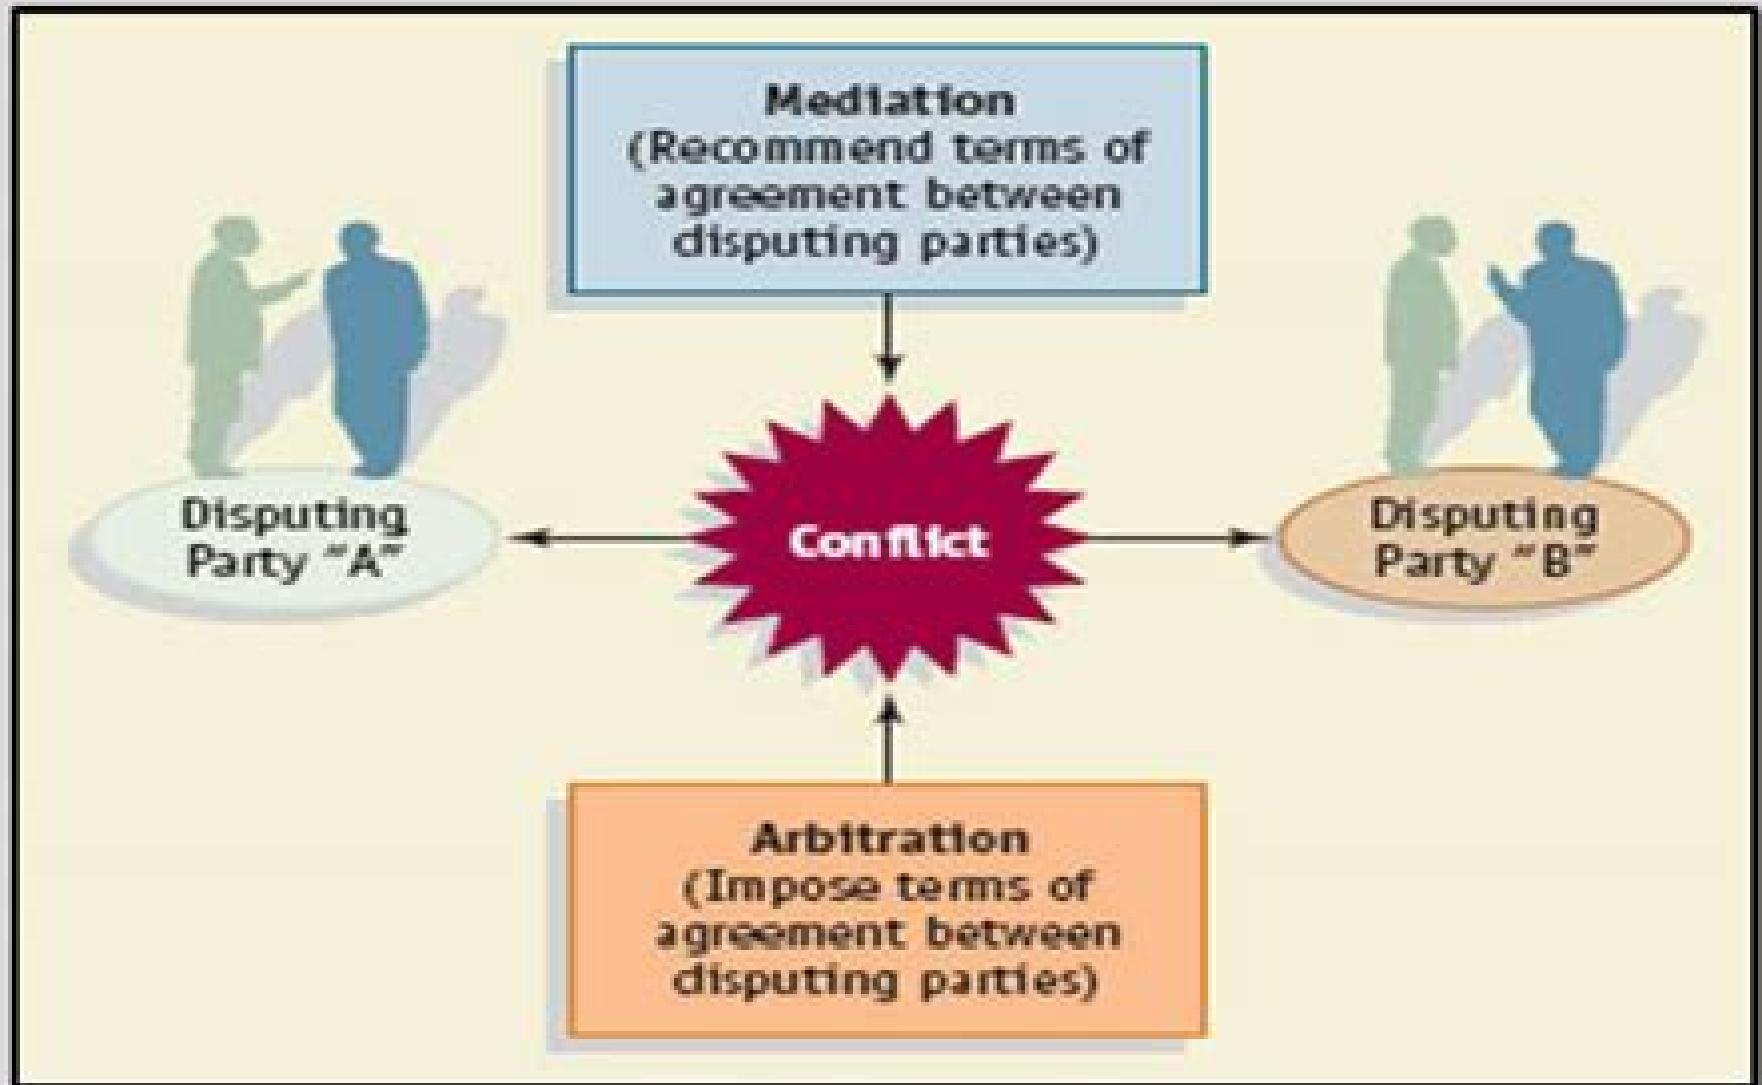 Mediation
(Recommend terms of
agreement between
disputing parties)
Disputing
Party "A"
Conflict
Disputing
Party "B"
Arbitration
(Impose terms of
agreement between
disputing parties)